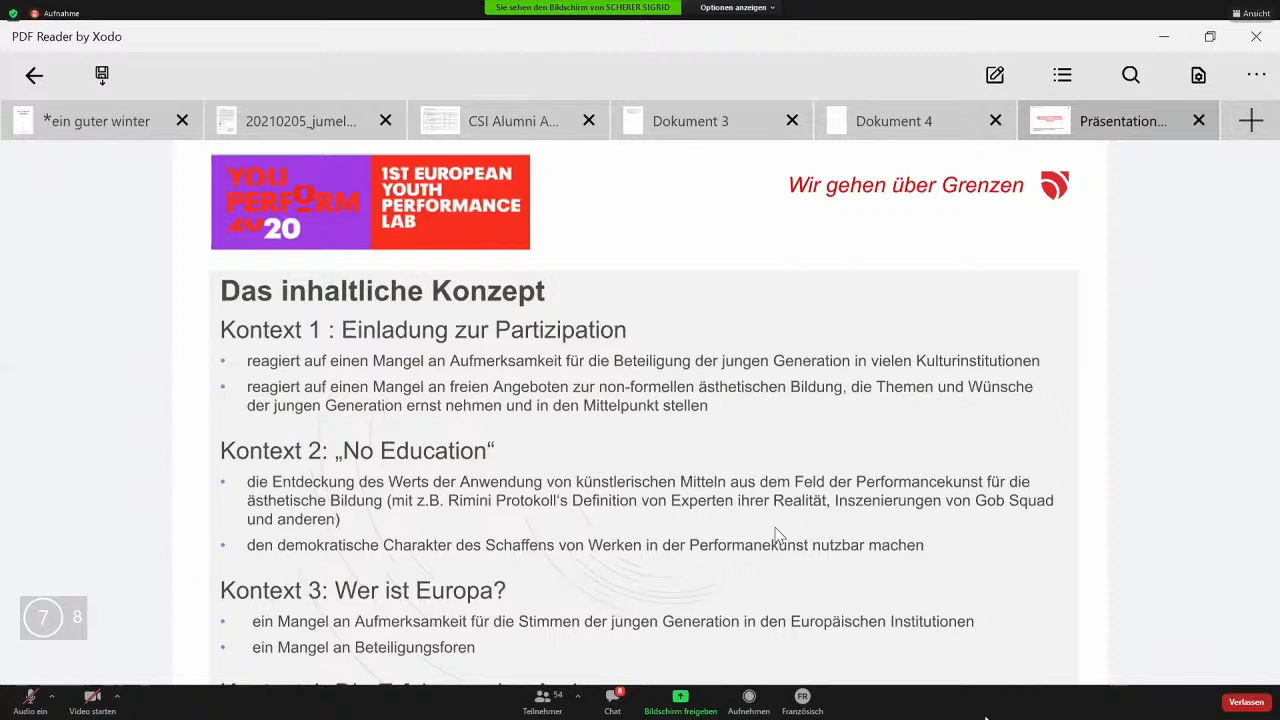 Aufnahme
Sie sehen den Bildschirm von SCHERER SIGRID
Optionen anzeigen
Ansicht
PDF Reader by Xodo
*ein guter winter
20210205_jumel...
CSI Alumni A...
Dokument 3
Dokument 4
Präsentation...
YOU
PERFORM
20
1ST EUROPEAN
YOUTH
PERFORMANCE
LAB
Wir gehen über Grenzen
Das inhaltliche Konzept
Kontext 1 : Einladung zur Partizipation
• reagiert auf einen Mangel an Aufmerksamkeit für die Beteiligung der jungen Generation in vielen Kulturinstitutionen
• reagiert auf einen Mangel an freien Angeboten zur non-formellen ästhetischen Bildung, die Themen und Wünsche
der jungen Generation ernst nehmen und in den Mittelpunkt stellen
Kontext 2: „No Education“
• die Entdeckung des Werts der Anwendung von künstlerischen Mitteln aus dem Feld der Performancekunst für die
ästhetische Bildung (mit z.B. Rimini Protokoll‘s Definition von Experten ihrer Realität, Inszenierungen von Gob Squad
und anderen)
• den demokratische Charakter des Schaffens von Werken in der Performanekunst nutzbar machen
Kontext 3: Wer ist Europa?
• ein Mangel an Aufmerksamkeit für die Stimmen der jungen Generation in den Europäischen Institutionen
• ein Mangel an Beteiligungsforen
7 8
Audio ein
Video starten
54
Teilnehmer
8
Chat
Bildschirm freigeben
Aufnehmen
FR
Französisch
Verlassen